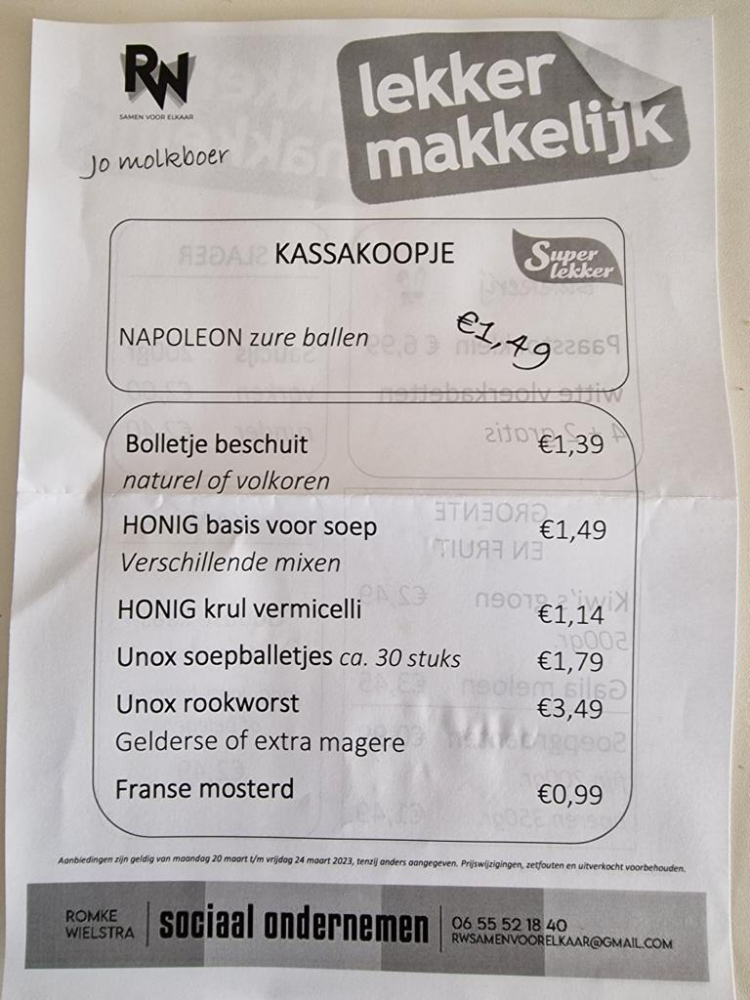 RW
SAMEN VOOR ELKAAR
Jo molkboer
lekker
makkelijk
KASSAKOOPJE
Super
lekker
NAPOLEON zure ballen €1,49
Bolletje beschuit €1,39
naturel of volkoren
HONIG basis voor soep €1,49
Verschillende mixen
HONIG krul vermicelli €1,14
Unox soepballetjes ca. 30 stuks €1,79
Unox rookworst €3,49
Gelderse of extra magere
Franse mosterd €0,99
Aanbiedingen zijn geldig van maandag 20 maart t/m vrijdag 24 maart 2023, tenzij anders aangegeven. Prijswijzigingen, zetfouten en uitverkocht voorbehouden.
ROMKE
WIELSTRA
sociaal ondernemen
06 55 52 18 40
RWSAMENVOORELKAAR@GMAIL.COM